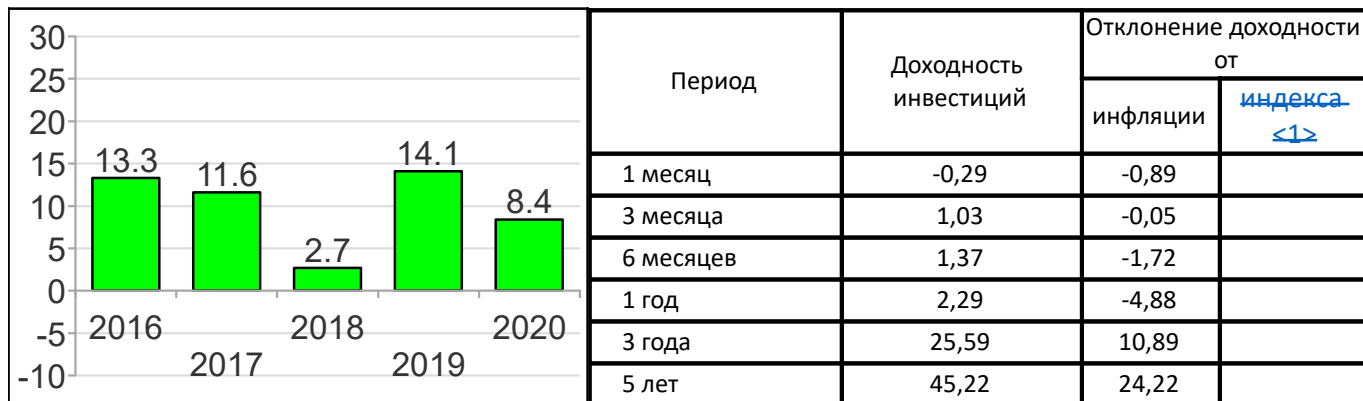 30
25
20
15
10
5
0
-5
-10
13.3
11.6
2.7
14.1
8.4
2016
2017
2018
2019
2020
Период
Доходность
инвестиций
Отклонение доходности
от
инфляции
индекса
<1>
1 месяц -0,29 -0,89
3 месяца 1,03 -0,05
6 месяцев 1,37 -1,72
1 год 2,29 -4,88
3 года 25,59 10,89
5 лет 45,22 24,22